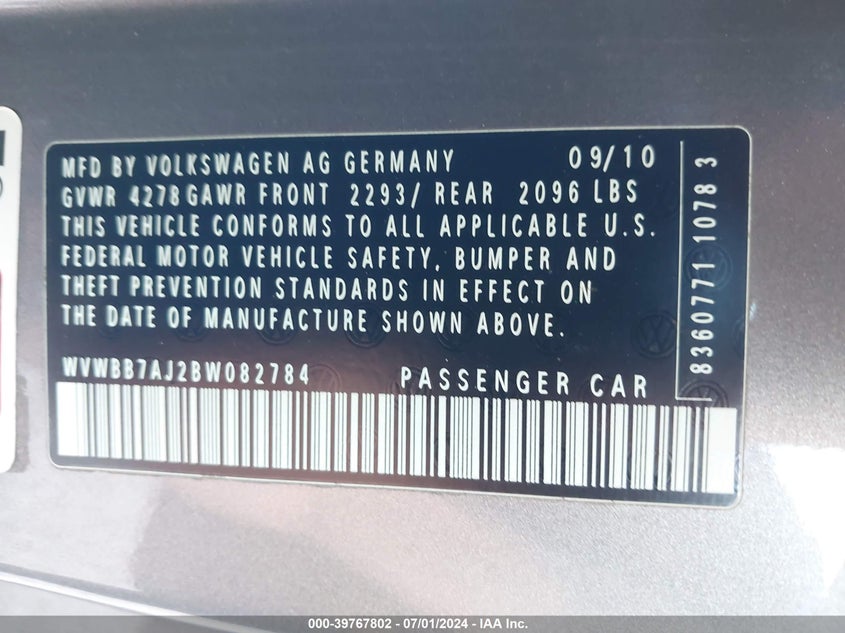 MFD BY VOLKSWAGEN AG GERMANY 09/10
GVWR 4278 GAWR FRONT 2293/ REAR 2096 LBS
THIS VEHICLE CONFORMS TO ALL APPLICABLE U.S.
FEDERAL MOTOR VEHICLE SAFETY, BUMPER AND
THEFT PREVENTION STANDARDS IN EFFECT ON
THE DATE OF MANUFACTURE SHOWN ABOVE.
WVWBB7AJ2BW082784 PASSENGER CAR
8360771 1078 3
000-39767802 - 07/01/2024 - IAA Inc.